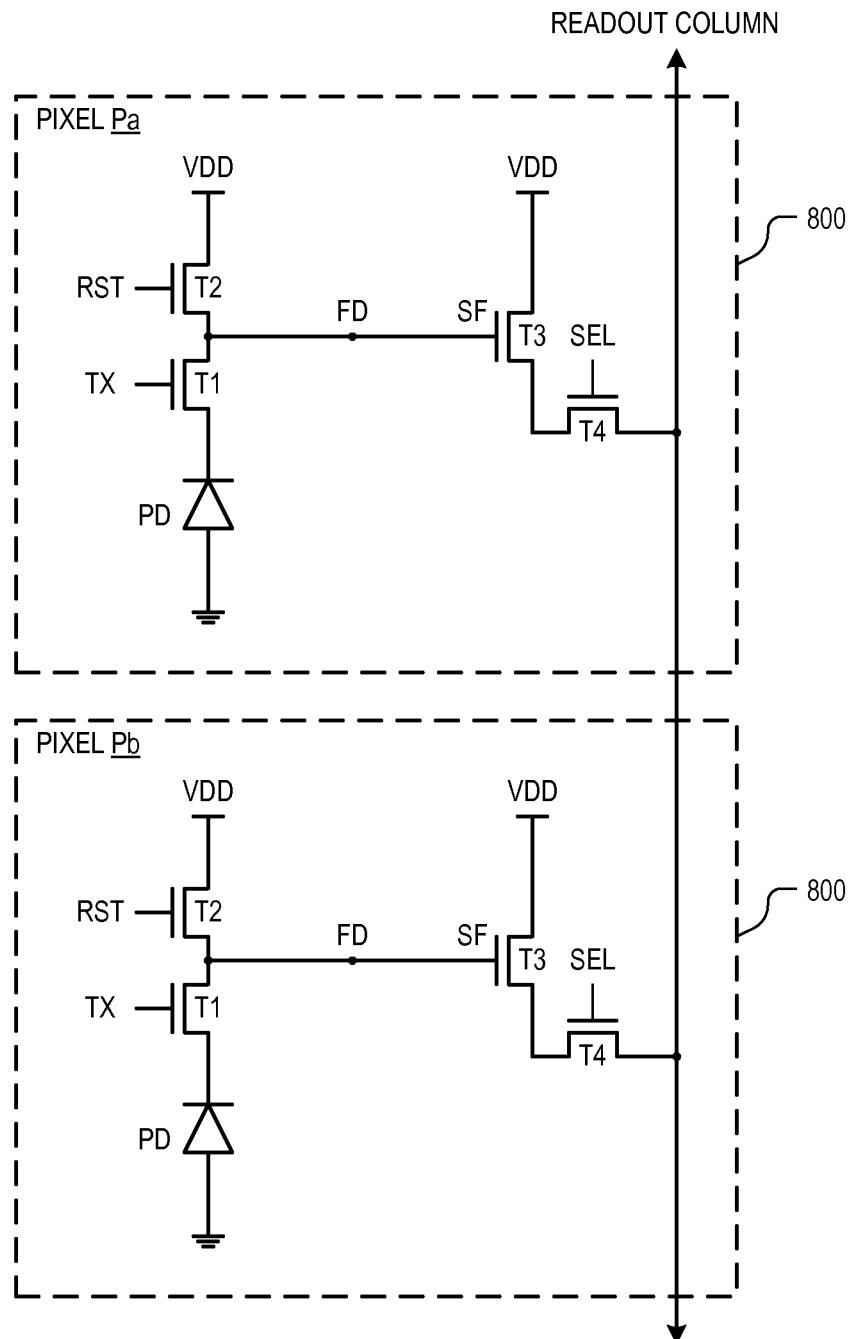 READOUT COLUMN
PIXEL Pa
VDD
VDD
800
RST
T2
FD
SF
T3
SEL
TX
T1
T4
PD
PIXEL Pb
VDD
VDD
800
RST
T2
FD
SF
T3
SEL
TX
T1
T4
PD